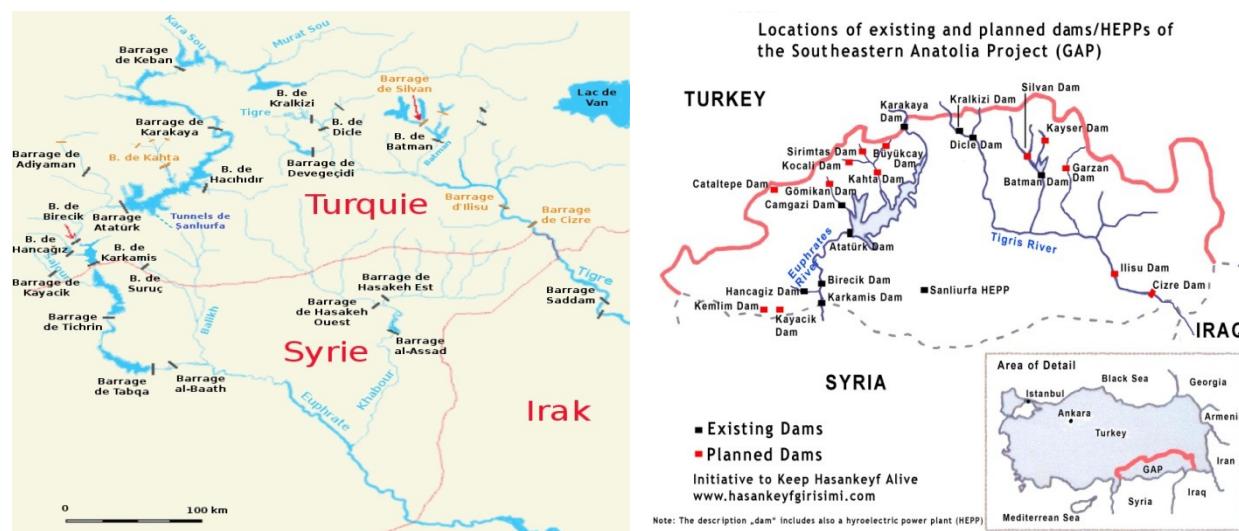 Kara Sou
Murat Sou
Barrage
de Keban
B. de
Kralkizi
Barrage
de Silvan
Lac de
Van
Tigre
B. de
Dicle
Barrage de
Karakaya
B. de
Batman
Batman
B. de Kahta
Barrage de
Adiyaman
Barrage de
Devegeçidi
B. de
Hacıhıdır
Turquie
Barrage
d'Ilisu
Barrage
de Cizre
B. de
Birecik
Barrage
Atatürk
Tunnels de
Şanlıurfa
B. de
Hancağız
B. de
Karkamis
Sajour
Barrage de
Kayacik
B. de
Suruç
Barrage de
Hasakeh Est
Tigre
Barrage
de Hasakeh
Ouest
Barrage
Saddam
Barrage
de Tichrin
Balikh
Syrie
Barrage
al-Assad
Barrage
de Tabqa
Barrage
al-Baath
Khabour
Euphrate
Irak
0
100 km
Locations of existing and planned dams/HEPPs of
the Southeastern Anatolia Project (GAP)
TURKEY
Karakaya
Dam
Kralkizi Dam
Silvan Dam
Kayser Dam
Dicle Dam
Sirimtas Dam
Büyükcay
Dam
Kocali Dam
Kahta Dam
Batman Dam
Garzan
Dam
Cataltepe Dam
Gömikan Dam
Camgazi Dam
Atatürk Dam
Tigris River
Euphrates
River
Birecik Dam
Ilisu Dam
Hancagiz Dam
Sanliurfa HEPP
Cizre Dam
Karkamis Dam
Kemlim Dam
Kayacik
Dam
IRAQ
SYRIA
Existing Dams
Planned Dams
Initiative to Keep Hasankeyf Alive
www.hasankeyfgirisimi.com
Note: The description „dam" includes also a hyroelectric power plant (HEPP)
Area of Detail
Black Sea
Georgia
Istanbul
Ankara
Armeni
Turkey
Iran
GAP
Iraq
Syria
Mediterrean Sea